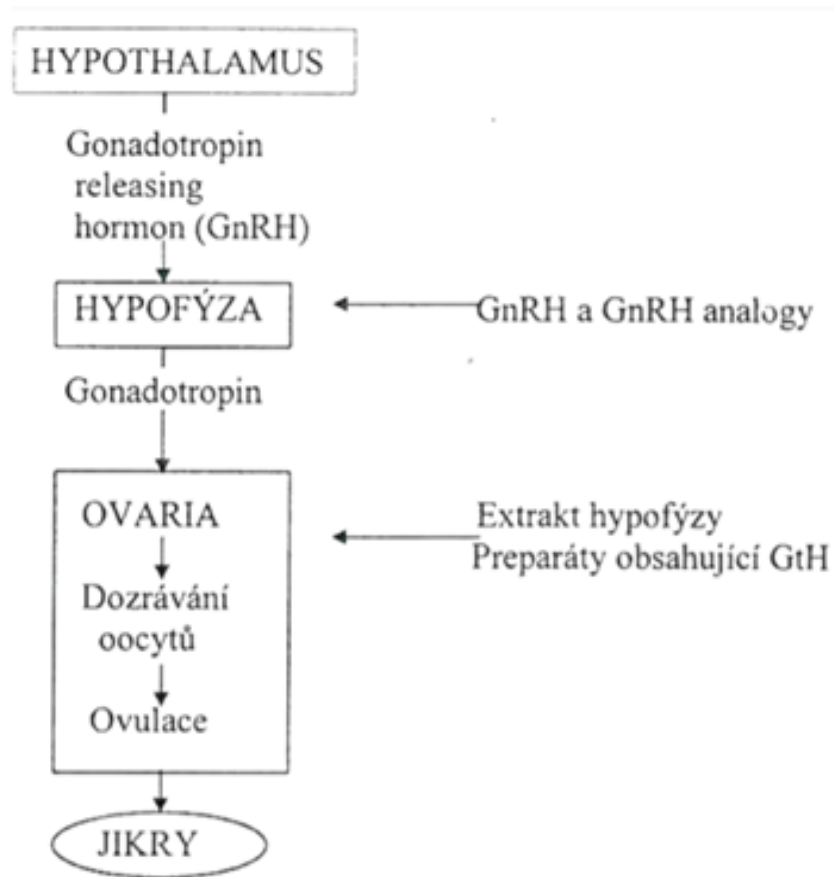 HYPOTHALAMUS
Gonadotropin
releasing
hormon (GnRH)
HYPOFÝZA
GnRH a GnRH analogy
Gonadotropin
OVARIA
Extrakt hypofýzy
Preparáty obsahující GtH
Dozrávání
oocytů
Ovulace
JIKRY